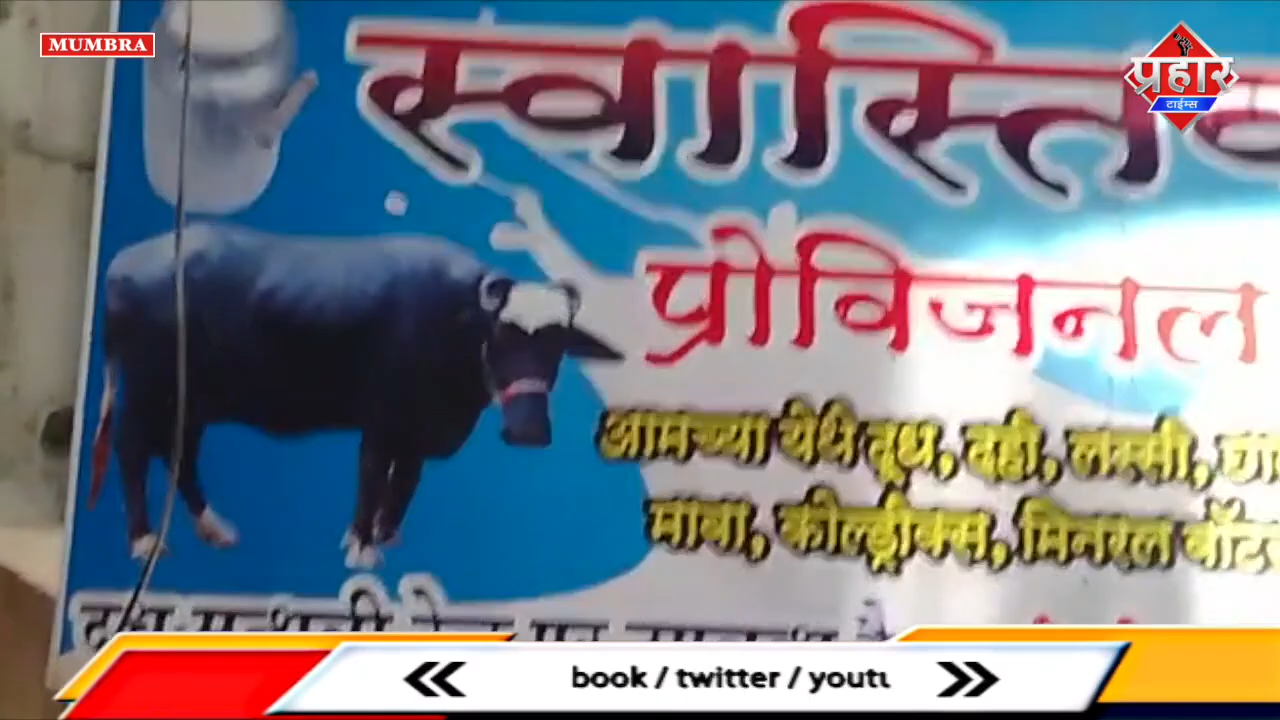 MUMBRA
प्रहार
टाईम्स
स्वास्तिक
प्रोविजनल
आमच्या येथे दूध, दही, लस्सी,
मावा, कोल्ड्रींक्स, मिनरल
book / twitter / youtu